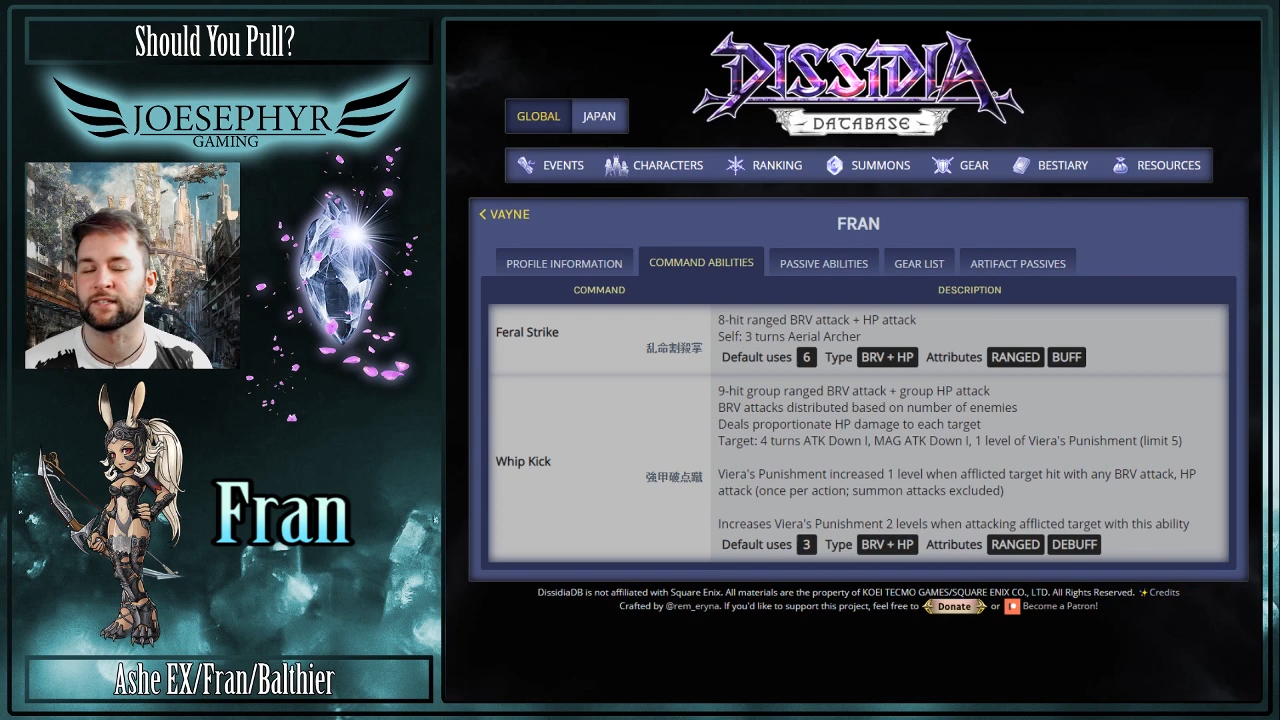 Should You Pull?
JOESEPHYR
GAMING
Fran
Ashe EX/Fran/Balthier
DISSIDIA
DATABASE
GLOBAL JAPAN
EVENTS CHARACTERS RANKING SUMMONS GEAR BESTIARY RESOURCES
< VAYNE
FRAN
PROFILE INFORMATION COMMAND ABILITIES PASSIVE ABILITIES GEAR LIST ARTIFACT PASSIVES
COMMAND DESCRIPTION
Feral Strike
乱命割殺掌
8-hit ranged BRV attack + HP attack
Self: 3 turns Aerial Archer
Default uses 6 Type BRV + HP Attributes RANGED BUFF
Whip Kick
9-hit group ranged BRV attack + group HP attack
BRV attacks distributed based on number of enemies
Deals proportionate HP damage to each target
Target: 4 turns ATK Down I, MAG ATK Down I, 1 level of Viera's Punishment (limit 5)
Viera's Punishment increased 1 level when afflicted target hit with any BRV attack, HP
attack (once per action; summon attacks excluded)
Increases Viera's Punishment 2 levels when attacking afflicted target with this ability
Default uses 3 Type BRV + HP Attributes RANGED DEBUFF
DissidiaDB is not affiliated with Square Enix. All materials are the property of KOEI TECMO GAMES/SQUARE ENIX CO., LTD. All Rights Reserved. Credits
Crafted by @rem_eryna. If you'd like to support this project, feel free to Donate or Become a Patron!